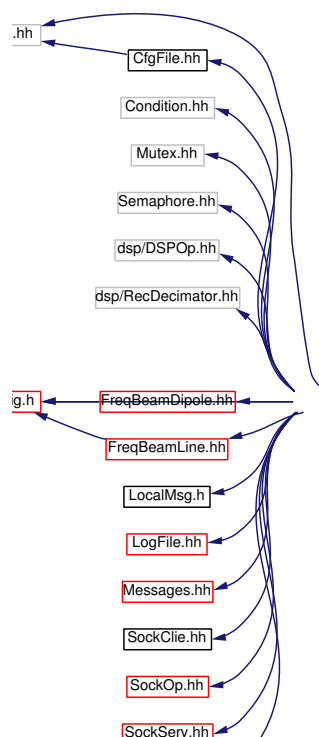 .hh
CfgFile.hh
Condition.hh
Mutex.hh
Semaphore.hh
dsp/DSPOp.hh
dsp/RecDecimator.hh
ig.h
FreqBeamDipole.hh
FreqBeamLine.hh
LocalMsg.h
LogFile.hh
Messages.hh
SockClie.hh
SockOp.hh
SockServ.hh